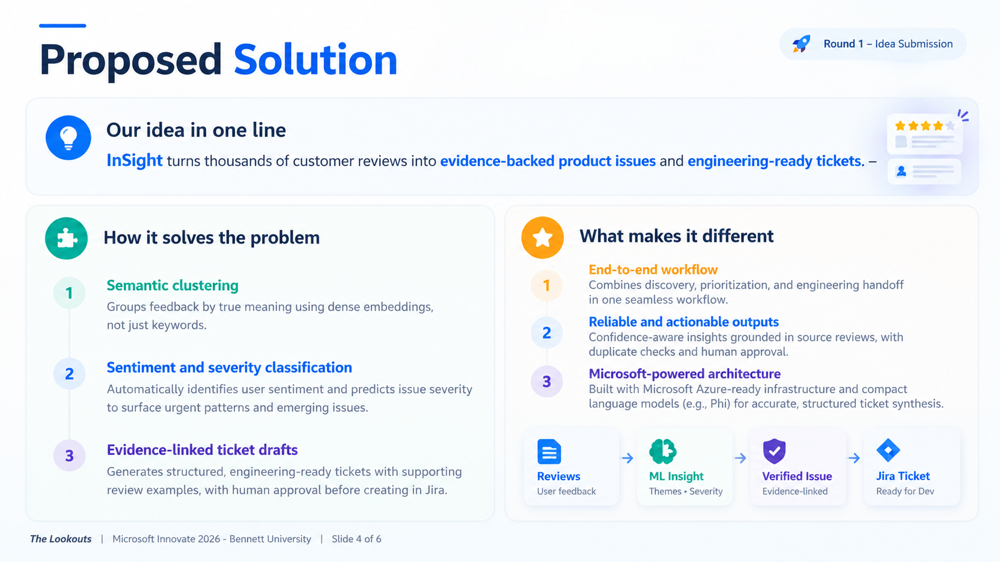 Proposed Solution
Round 1 – Idea Submission
Our idea in one line
InSight turns thousands of customer reviews into evidence-backed product issues and engineering-ready tickets. –
How it solves the problem
1
Semantic clustering
Groups feedback by true meaning using dense embeddings,
not just keywords.
2
Sentiment and severity classification
Automatically identifies user sentiment and predicts issue severity
to surface urgent patterns and emerging issues.
3
Evidence-linked ticket drafts
Generates structured, engineering-ready tickets with supporting
review examples, with human approval before creating in Jira.
What makes it different
1
End-to-end workflow
Combines discovery, prioritization, and engineering handoff
in one seamless workflow.
2
Reliable and actionable outputs
Confidence-aware insights grounded in source reviews, with
duplicate checks and human approval.
3
Microsoft-powered architecture
Built with Microsoft Azure-ready infrastructure and compact
language models (e.g., Phi) for accurate, structured ticket synthesis.
Reviews
User feedback
ML Insight
Themes • Severity
Verified Issue
Evidence-linked
Jira Ticket
Ready for Dev
The Lookouts | Microsoft Innovate 2026 - Bennett University | Slide 4 of 6